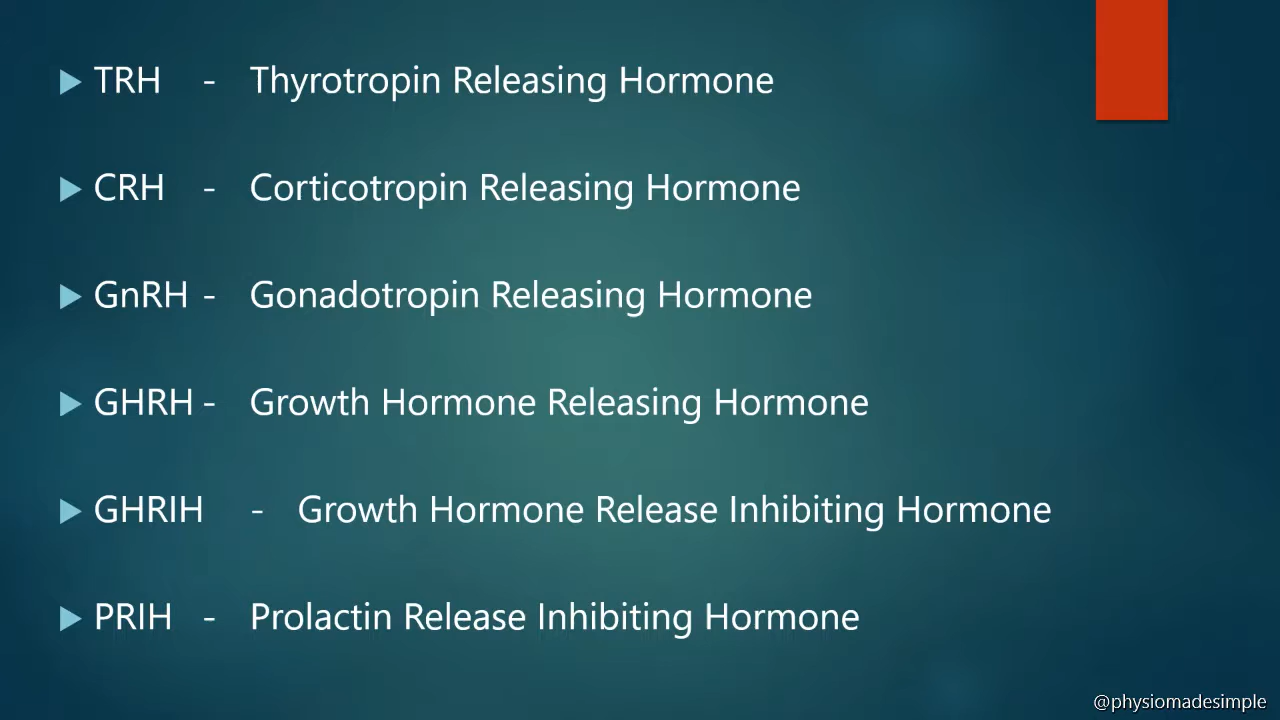 TRH - Thyrotropin Releasing Hormone
CRH - Corticotropin Releasing Hormone
GnRH - Gonadotropin Releasing Hormone
GHRH - Growth Hormone Releasing Hormone
GHRIH - Growth Hormone Release Inhibiting Hormone
PRIH - Prolactin Release Inhibiting Hormone
@physiomadesimple